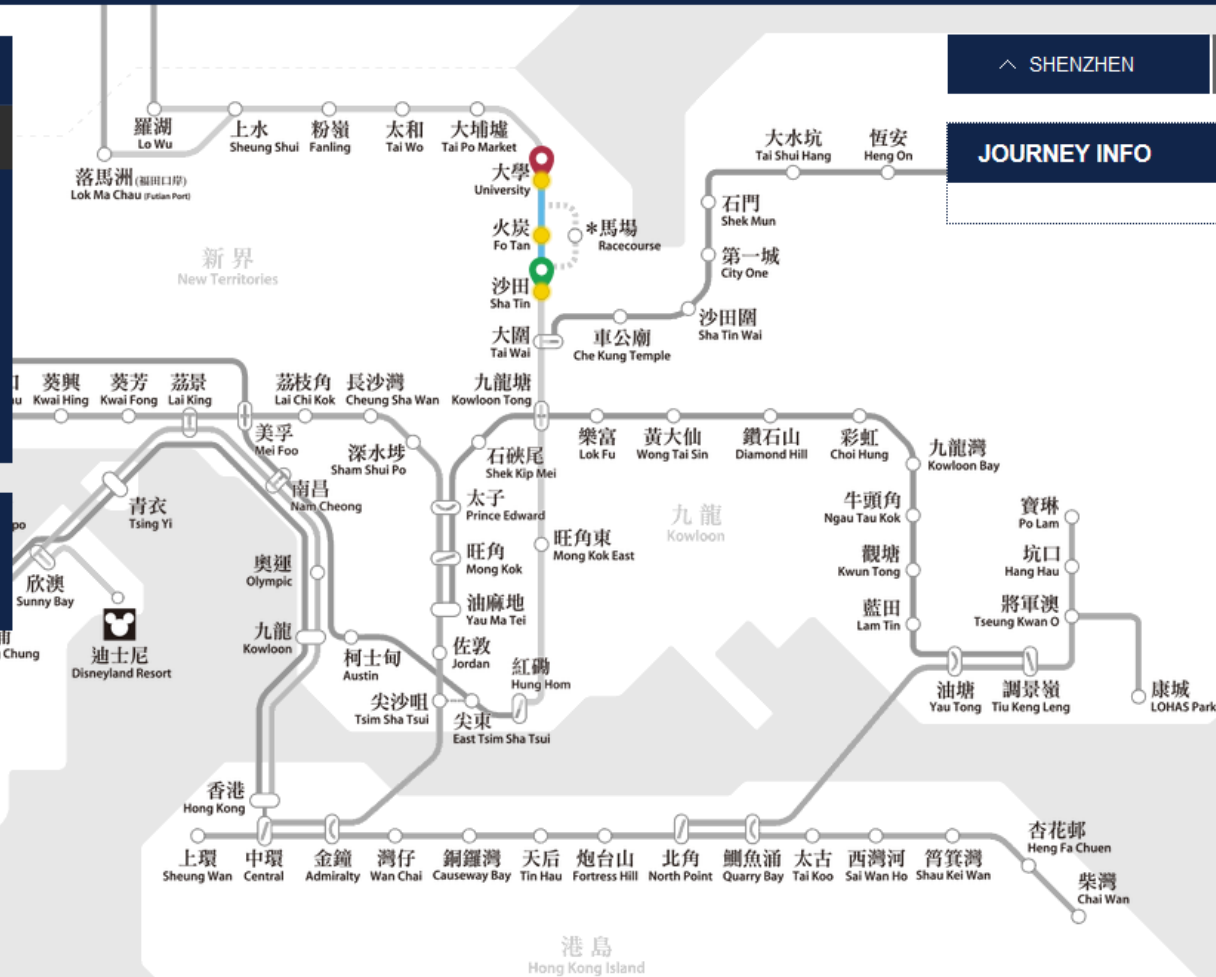 SHENZHEN
JOURNEY INFO
羅湖
Lo Wu
上水
Sheung Shui
粉嶺
Fanling
太和
Tai Wo
大埔墟
Tai Po Market
落馬洲(福田口岸)
Lok Ma Chau (Futian Port)
大學
University
火炭
Fo Tan
*馬場
Racecourse
沙田
Sha Tin
大圍
Tai Wai
大水坑
Tai Shui Hang
恆安
Heng On
石門
Shek Mun
第一城
City One
沙田圍
Sha Tin Wai
車公廟
Che Kung Temple
新界
New Territories
葵興
Kwai Hing
葵芳
Kwai Fong
荔景
Lai King
美孚
Mei Foo
荔枝角
Lai Chi Kok
長沙灣
Cheung Sha Wan
九龍塘
Kowloon Tong
深水埗
Sham Shui Po
石硤尾
Shek Kip Mei
樂富
Lok Fu
黃大仙
Wong Tai Sin
鑽石山
Diamond Hill
彩虹
Choi Hung
九龍灣
Kowloon Bay
南昌
Nam Cheong
太子
Prince Edward
青衣
Tsing Yi
po
旺角東
Mong Kok East
旺角
Mong Kok
九龍
Kowloon
牛頭角
Ngau Tau Kok
寶琳
Po Lam
觀塘
Kwun Tong
坑口
Hang Hau
藍田
Lam Tin
將軍澳
Tseung Kwan O
奧運
Olympic
欣澳
Sunny Bay
油麻地
Yau Ma Tei
九龍
Kowloon
Chung
迪士尼
Disneyland Resort
柯士甸
Austin
佐敦
Jordan
紅磡
Hung Hom
尖沙咀
Tsim Sha Tsui
尖東
East Tsim Sha Tsui
油塘
Yau Tong
調景嶺
Tiu Keng Leng
康城
LOHAS Park
香港
Hong Kong
上環
Sheung Wan
中環
Central
金鐘
Admiralty
灣仔
Wan Chai
銅鑼灣
Causeway Bay
天后
Tin Hau
炮台山
Fortress Hill
北角
North Point
鰂魚涌
Quarry Bay
太古
Tai Koo
西灣河
Sai Wan Ho
筲箕灣
Shau Kei Wan
杏花邨
Heng Fa Chuen
柴灣
Chai Wan
港島
Hong Kong Island